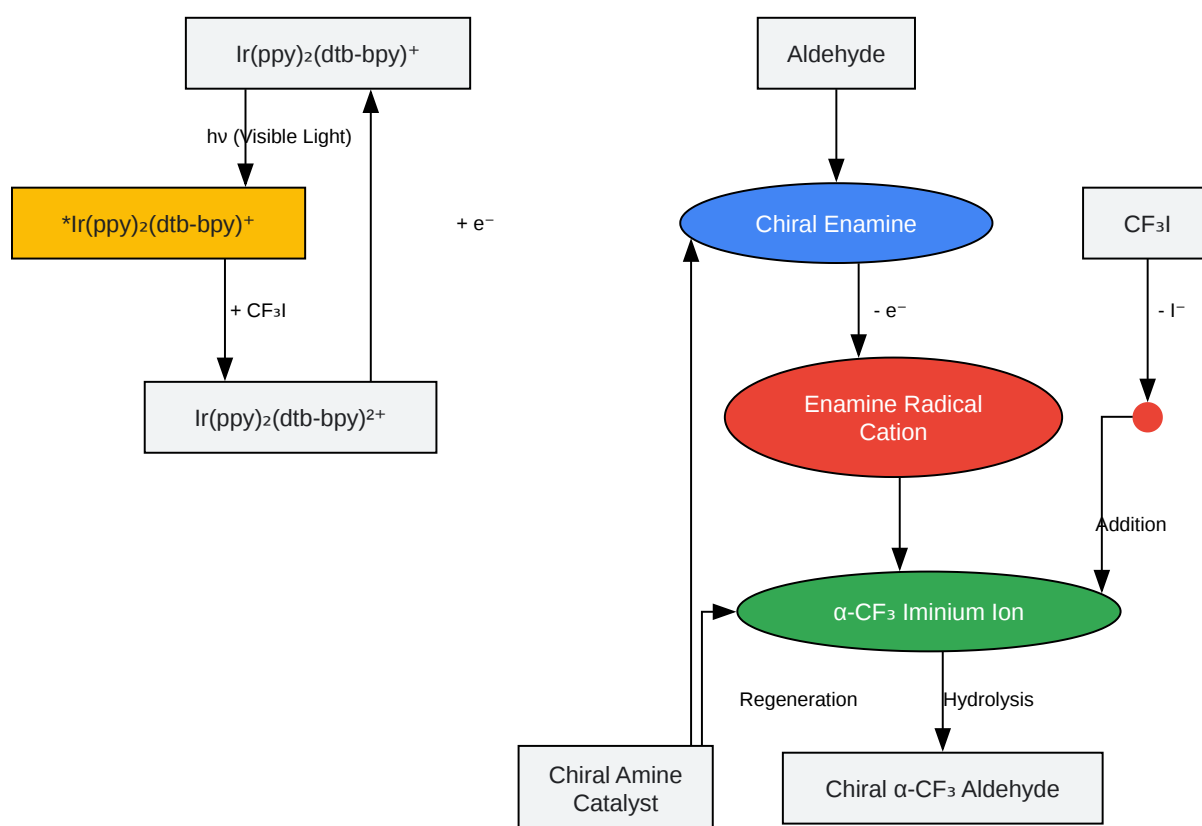 Ir(ppy)₂(dtb-bpy)⁺
Aldehyde
hν (Visible Light)
*Ir(ppy)₂(dtb-bpy)⁺
+ e⁻
Chiral Enamine
CF₃I
+ CF₃I
- e⁻
- I⁻
Ir(ppy)₂(dtb-bpy)²⁺
Enamine Radical
Cation
Addition
α-CF₃ Iminium Ion
Regeneration
Hydrolysis
Chiral Amine
Catalyst
Chiral α-CF₃ Aldehyde